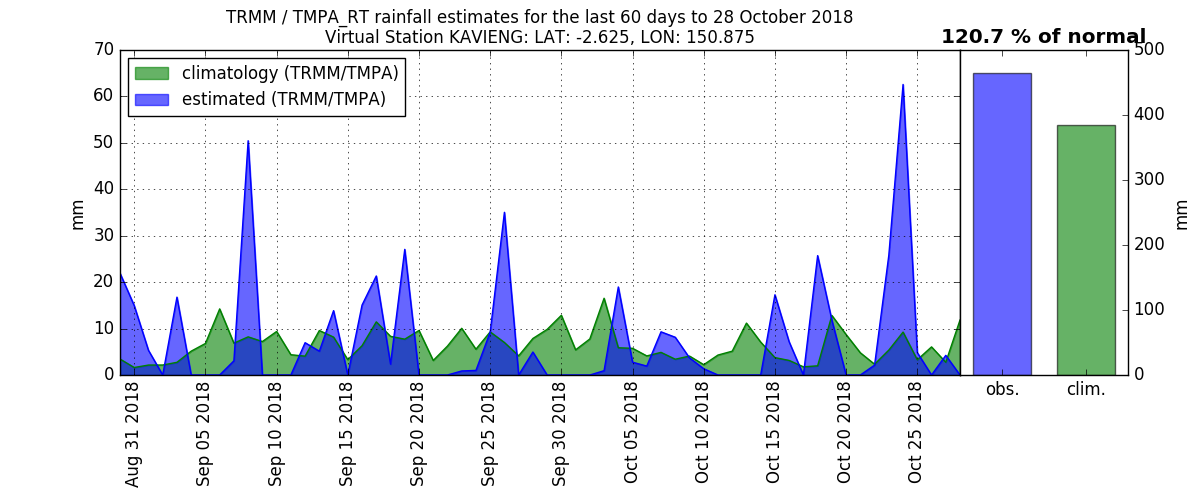 TRMM / TMPA_RT rainfall estimates for the last 60 days to 28 October 2018
Virtual Station KAVIENG: LAT: -2.625, LON: 150.875
120.7 % of normal
climatology (TRMM/TMPA)
estimated (TRMM/TMPA)
70
60
50
40
30
20
10
0
mm
Aug 31 2018
Sep 05 2018
Sep 10 2018
Sep 15 2018
Sep 20 2018
Sep 25 2018
Sep 30 2018
Oct 05 2018
Oct 10 2018
Oct 15 2018
Oct 20 2018
Oct 25 2018
obs.
clim.
500
400
300
200
100
0
mm